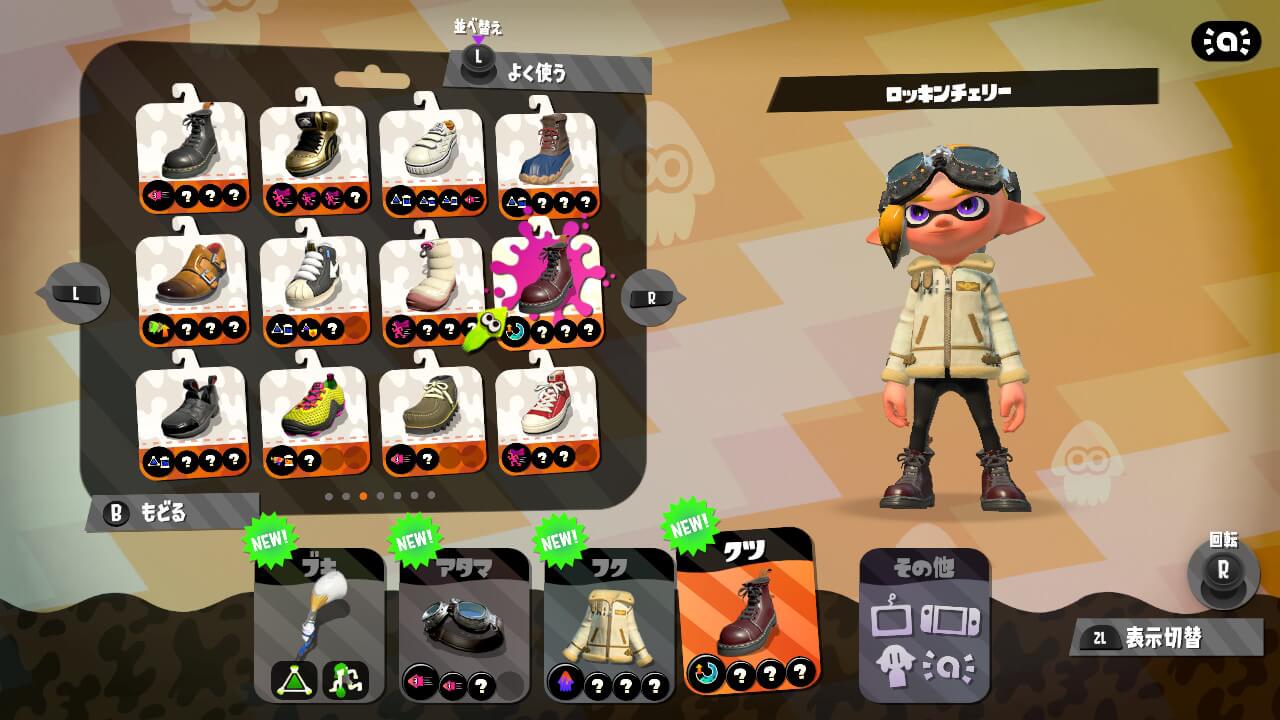 並べ替え
L
よく使う
ロッキンチェリー
L
R
B もどる
NEW!
NEW!
NEW!
NEW!
ブキ
アタマ
フク
クツ
その他
回転
R
ZL 表示切替